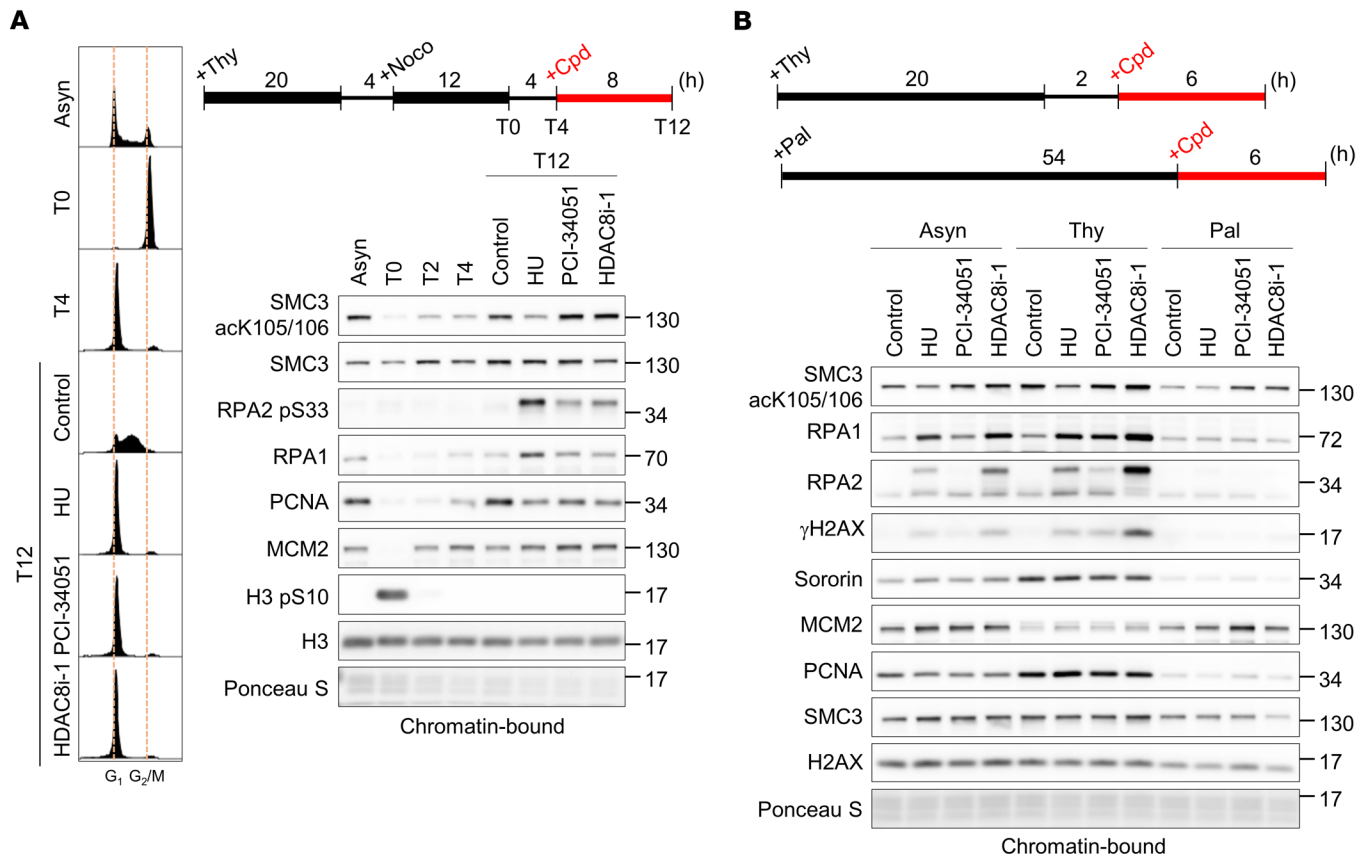 A
+Thy
20
4
+Noco
12
4
+Cpd
8
(h)
T0
T4
T12
Asyn
T0
T4
Control
HU
PCI-34051
HDAC8i-1
T12
G1 G2/M
T12
Asyn
T0
T2
T4
Control
HU
PCI-34051
HDAC8i-1
SMC3
acK105/106
130
SMC3
130
RPA2 pS33
34
RPA1
70
PCNA
34
MCM2
130
H3 pS10
17
H3
17
Ponceau S
17
Chromatin-bound
B
+Thy
20
2
+Cpd
6
(h)
+Pal
54
+Cpd
6
(h)
Asyn
Thy
Pal
Control
HU
PCI-34051
HDAC8i-1
Control
HU
PCI-34051
HDAC8i-1
Control
HU
PCI-34051
HDAC8i-1
SMC3
acK105/106
130
RPA1
72
RPA2
34
γH2AX
17
Sororin
34
MCM2
130
PCNA
34
SMC3
130
H2AX
17
Ponceau S
17
Chromatin-bound